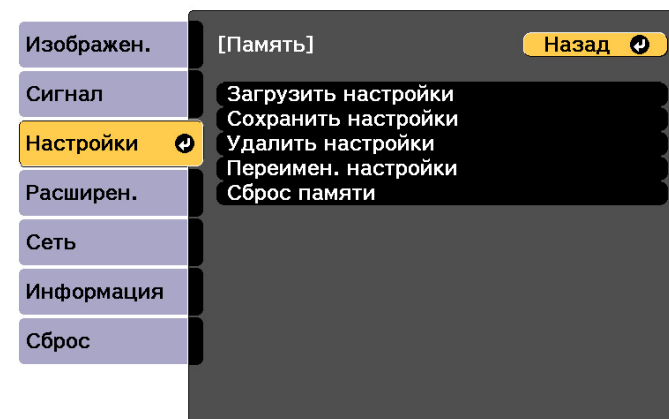 Изображен.
Сигнал
Настройки
Расширен.
Сеть
Информация
Сброс
[Память]
Назад
Загрузить настройки
Сохранить настройки
Удалить настройки
Переимен. настройки
Сброс памяти